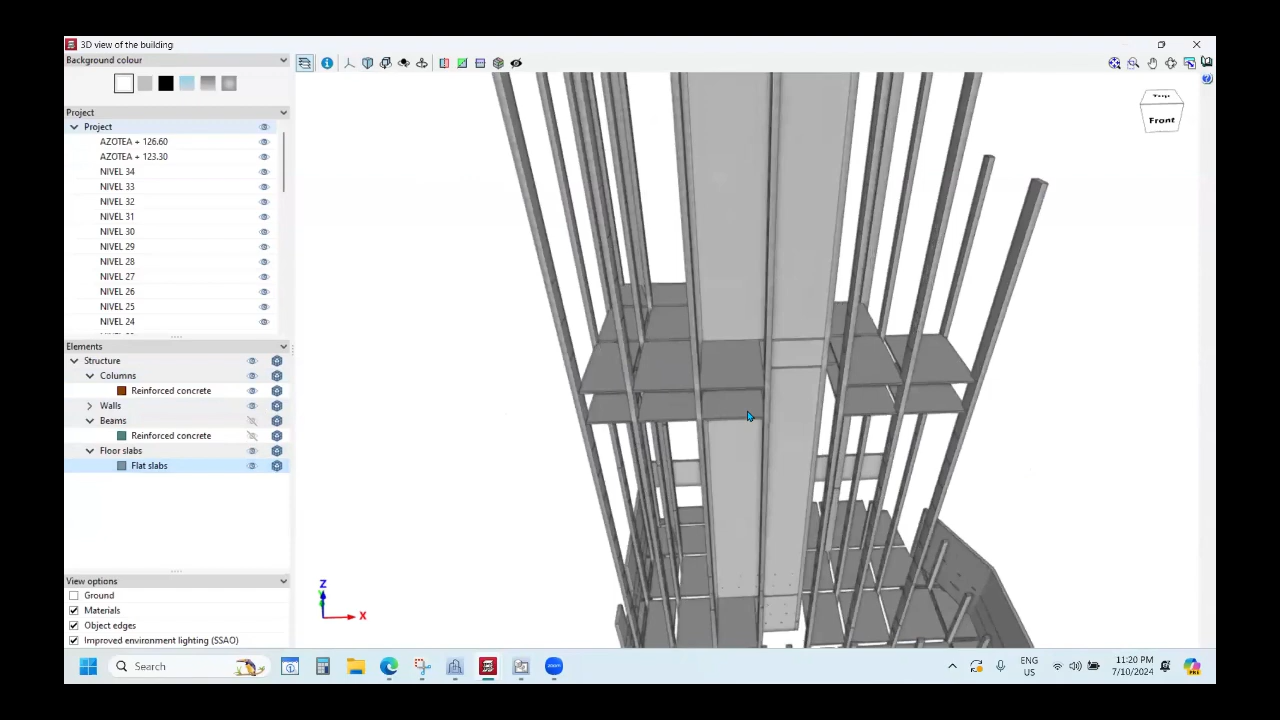 3D view of the building
Background colour
Project
Project
AZOTEA + 126.60
AZOTEA + 123.30
NIVEL 34
NIVEL 33
NIVEL 32
NIVEL 31
NIVEL 30
NIVEL 29
NIVEL 28
NIVEL 27
NIVEL 26
NIVEL 25
NIVEL 24
Elements
Structure
Columns
Reinforced concrete
Walls
Beams
Reinforced concrete
Floor slabs
Flat slabs
View options
Ground
Materials
Object edges
Improved environment lighting (SSAO)
Top
Front
Z
X
Search
zoom
ENG
US
11:20 PM
7/10/2024
PRE